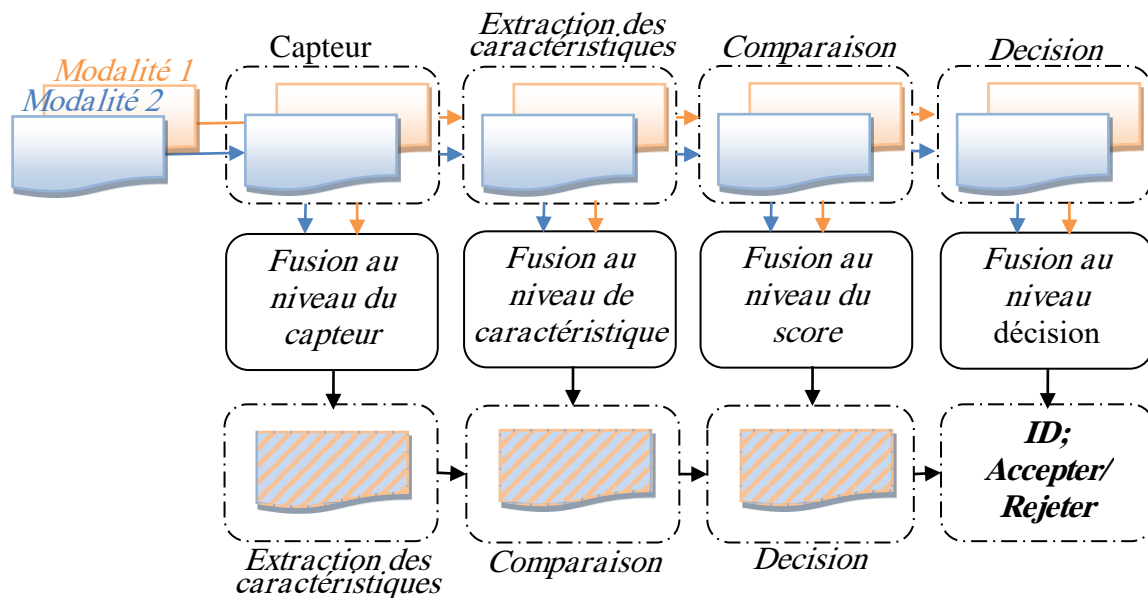 Extraction des
caractéristiques
Capteur
Comparaison
Decision
Modalité 1
Modalité 2
Fusion au
niveau du
capteur
Fusion au
niveau de
caractéristique
Fusion au
niveau du
score
Fusion au
niveau
décision
ID;
Accepter/
Rejeter
Extraction des
caractéristiques
Comparaison
Decision